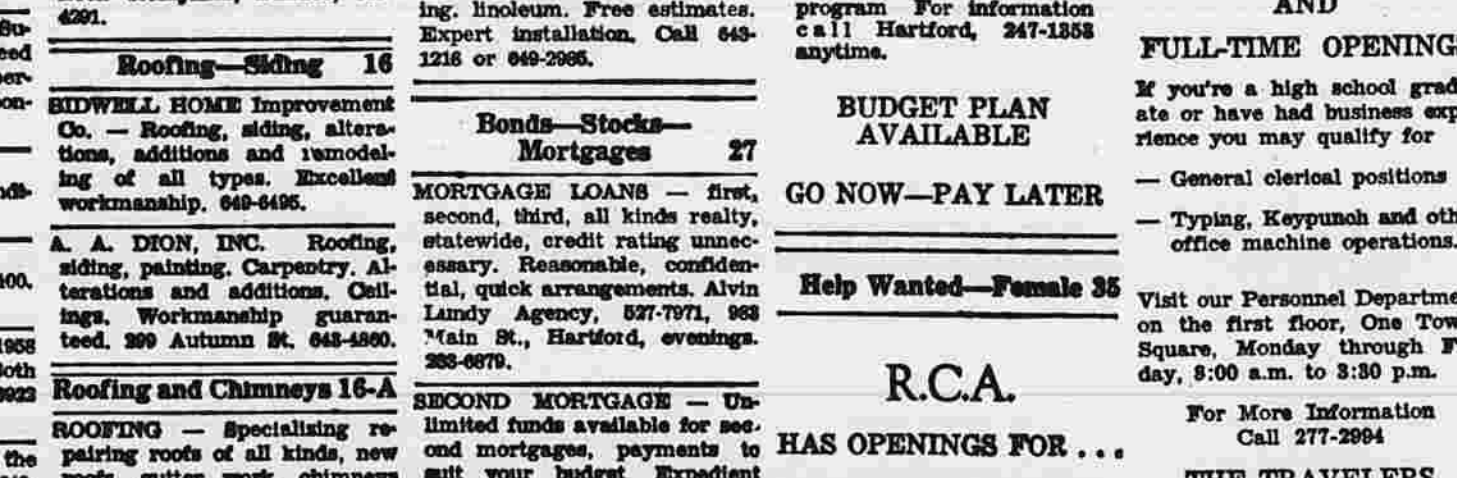 4291.
Roofing—Siding 16
BIDWELL HOME Improvement
Co. — Roofing, siding, altera-
tions, additions and remodel-
ing of all types. Excellent
workmanship. 649-6495.
A. A. DION, INC. Roofing,
siding, painting. Carpentry. Al-
terations and additions. Ceil-
ings. Workmanship guaran-
teed. 299 Autumn St. 643-4860.
Roofing and Chimneys 16-A
ROOFING — Specializing re-
pairing roofs of all kinds, new
roofs, gutter work, chimneys
ing. linoleum. Free estimates.
Expert installation. Call 643-
1216 or 649-2985.
Bonds—Stocks—
Mortgages 27
MORTGAGE LOANS — first,
second, third, all kinds realty,
statewide, credit rating unnec-
essary. Reasonable, confiden-
tial, quick arrangements. Alvin
Lundy Agency, 527-7971, 983
Main St., Hartford, evenings.
233-6879.
SECOND MORTGAGE — Un-
limited funds available for sec-
ond mortgages, payments to
suit your budget. Expedient
program For information
call Hartford, 247-1353
anytime.
BUDGET PLAN
AVAILABLE
GO NOW—PAY LATER
Help Wanted—Female 35
R.C.A.
HAS OPENINGS FOR ...
AND
FULL-TIME OPENING
If you're a high school grad
ate or have had business exp
rience you may qualify for
— General clerical positions
— Typing, Keypunch and oth
office machine operations.
Visit our Personnel Departme
on the first floor, One Tow
Square, Monday through F
day, 8:00 a.m. to 3:30 p.m.
For More Information
Call 277-2994
THE TRAVELERS